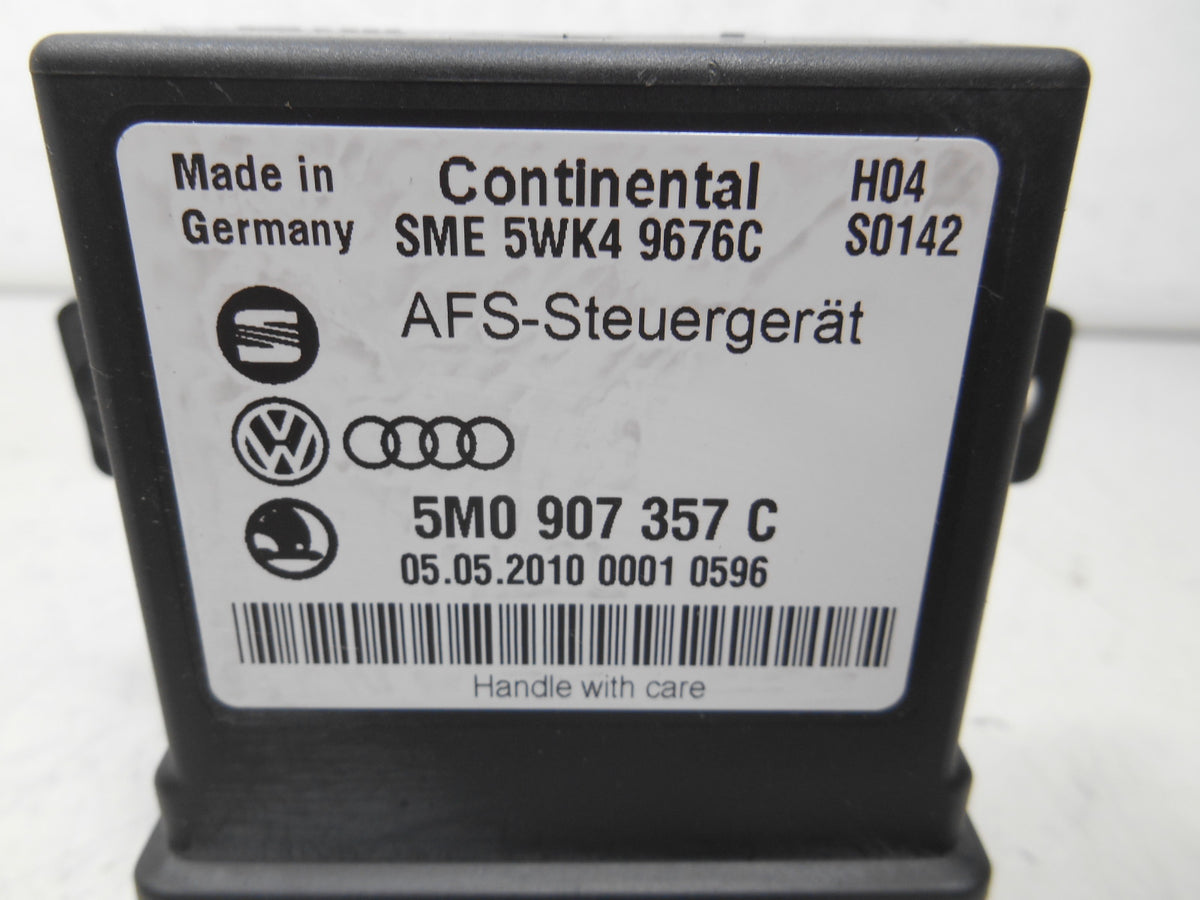 Made in Continental H04
Germany SME 5WK4 9676C S0142
AFS-Steuergerät
5M0 907 357 C
05.05.2010 0001 0596
Handle with care